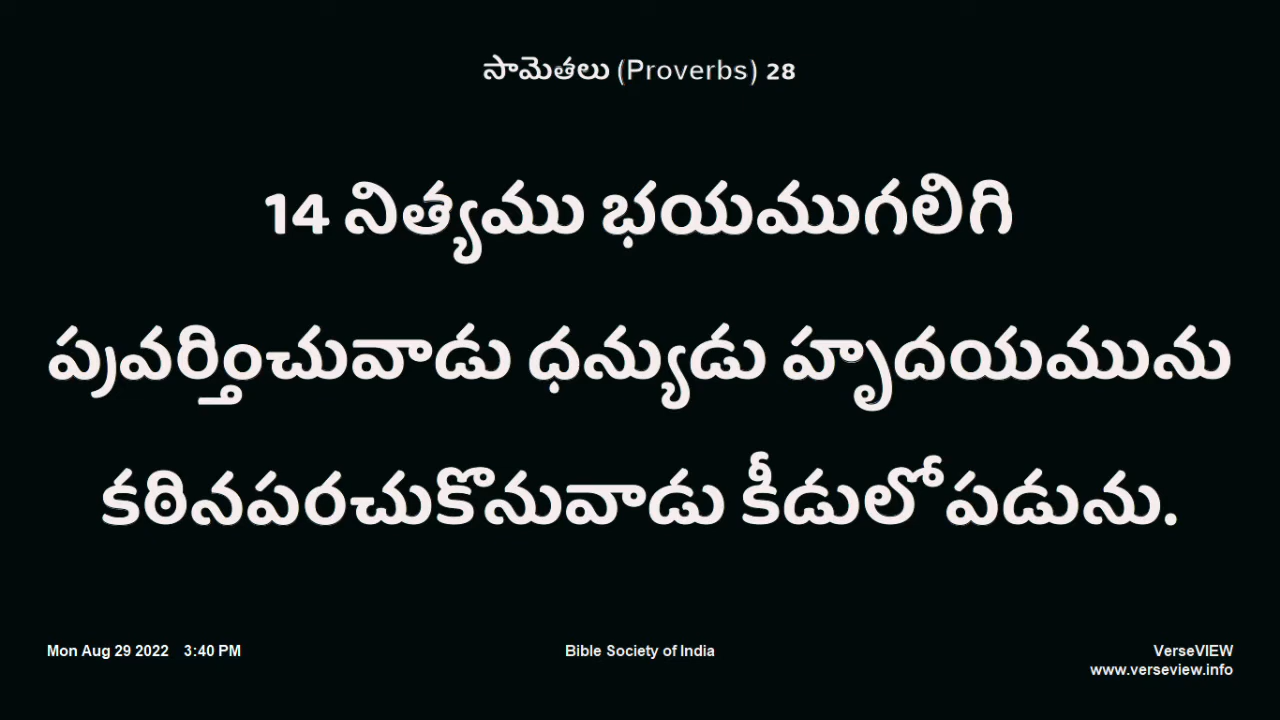 సామెతలు (Proverbs) 28
14 నిత్యము భయముగలిగి
ప్రవర్తించువాడు ధన్యుడు హృదయమును
కఠినపరచుకొనువాడు కీడులోపడును.
Mon Aug 29 2022 3:40 PM
Bible Society of India
VerseVIEW
www.verseview.info